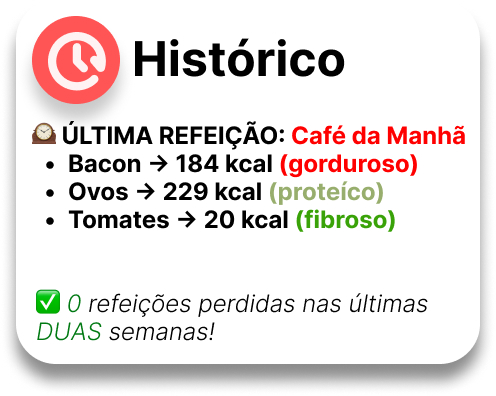 Histórico
🕰️ ÚLTIMA REFEIÇÃO: Café da Manhã
• Bacon → 184 kcal (gorduroso)
• Ovos → 229 kcal (proteíco)
• Tomates → 20 kcal (fibroso)
✅ 0 refeições perdidas nas últimas
DUAS semanas!